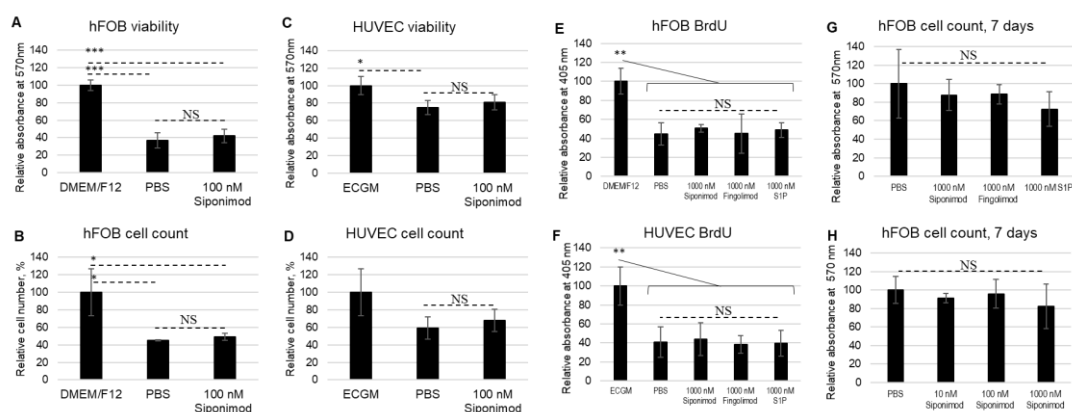 A
hFOB viability
Relative absorance at 570nm
140
120
100
80
60
40
20
0
***
***
NS
DMEM/F12
PBS
100 nM
Siponimod
B
hFOB cell count
Relative cell number, %
140
120
100
80
60
40
20
0
*
*
NS
DMEM/F12
PBS
100 nM
Siponimod
C
HUVEC viability
Relative absorbance at 570nm
140
120
100
80
60
40
20
0
*
NS
ECGM
PBS
100 nM
Siponimod
D
HUVEC cell count
Relative cell number, %
140
120
100
80
60
40
20
0
NS
ECGM
PBS
100 nM
Siponimod
E
hFOB BrdU
Relative absorbance at 405 nm
140
120
100
80
60
40
20
0
**
NS
DMEM/F12
PBS
1000 nM
Siponimod
1000 nM
Fingolimod
1000 nM
S1P
F
HUVEC BrdU
Relative absorbance at 405 nm
140
120
100
80
60
40
20
0
**
NS
ECGM
PBS
1000 nM
Siponimod
1000 nM
Fingolimod
1000 nM
S1P
G
hFOB cell count, 7 days
Relative absorbance at 570nm
140
120
100
80
60
40
20
0
NS
PBS
1000 nM
Siponimod
1000 nM
Fingolimod
1000 nM S1P
H
hFOB cell count, 7 days
Relative absorbance at 570 nm
140
120
100
80
60
40
20
0
NS
PBS
10 nM
Siponimod
100 nM
Siponimod
1000 nM
Siponimod